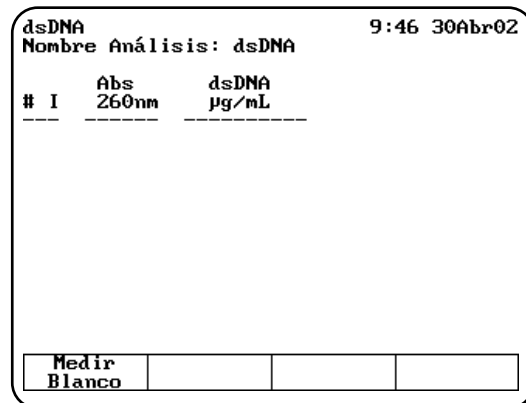 dsDNA 9:46 30Abr02
Nombre Análisis: dsDNA
Abs dsDNA
# I 260nm µg/mL
--- ------ ----------
Medir
Blanco